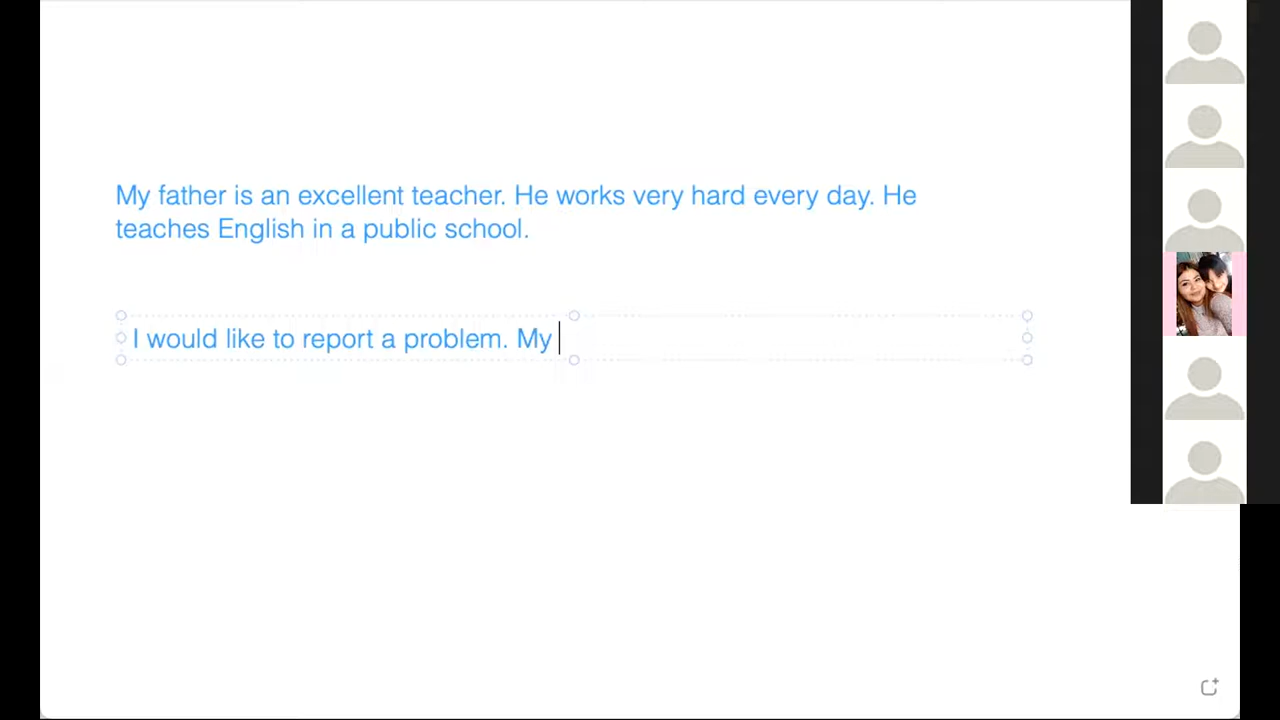 My father is an excellent teacher. He works very hard every day. He
teaches English in a public school.
I would like to report a problem. My